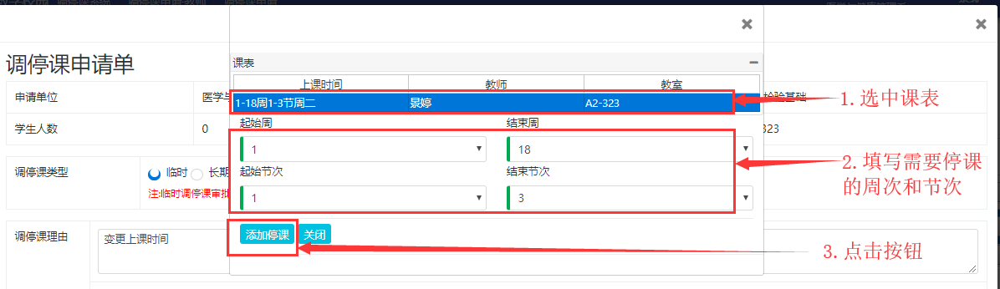 调停课申请单
申请单位
医学与
检验基础
学生人数
0
323
调停课类型
临时 长期
注:临时调停课审批
调停课理由
变更上课时间
课表
上课时间 教师 教室
1-18周1-3节周二 景婷 A2-323
起始周 结束周
1 18
起始节次 结束节次
1 3
添加停课 关闭
1.选中课表
2.填写需要停课
的周次和节次
3.点击按钮